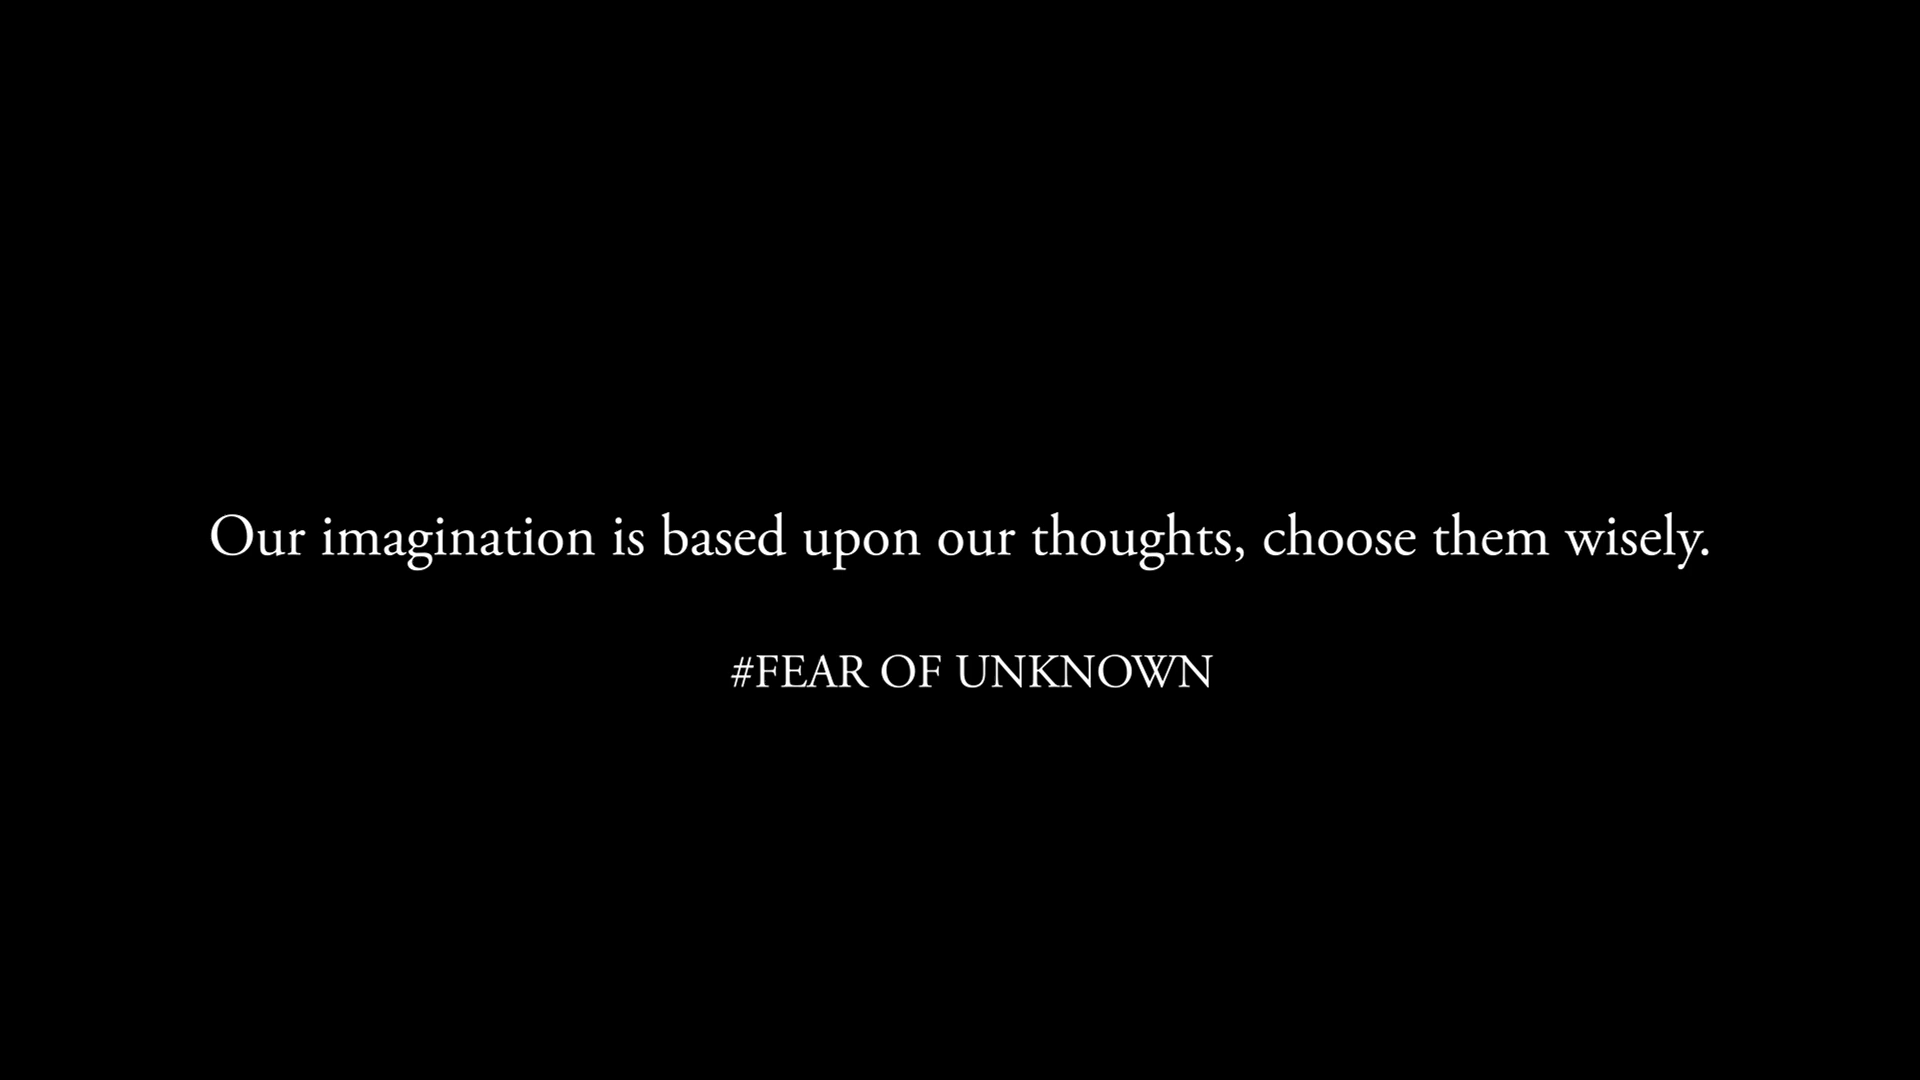 Our imagination is based upon our thoughts, choose them wisely.
#FEAR OF UNKNOWN